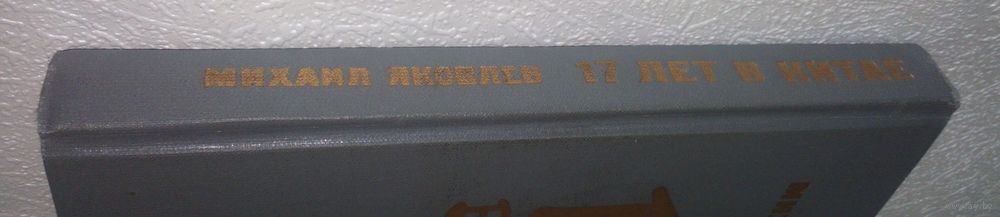 МИХАИЛ ЯКОВЛЕВ 17 ЛЕТ В КИТАЕ